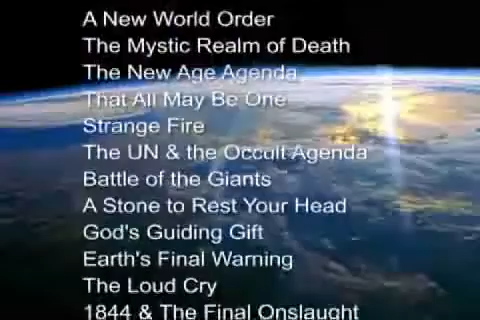 A New World Order
The Mystic Realm of Death
The New Age Agenda
That All May Be One
Strange Fire
The UN & the Occult Agenda
Battle of the Giants
A Stone to Rest Your Head
God's Guiding Gift
Earth's Final Warning
The Loud Cry
1844 & The Final Onslaught